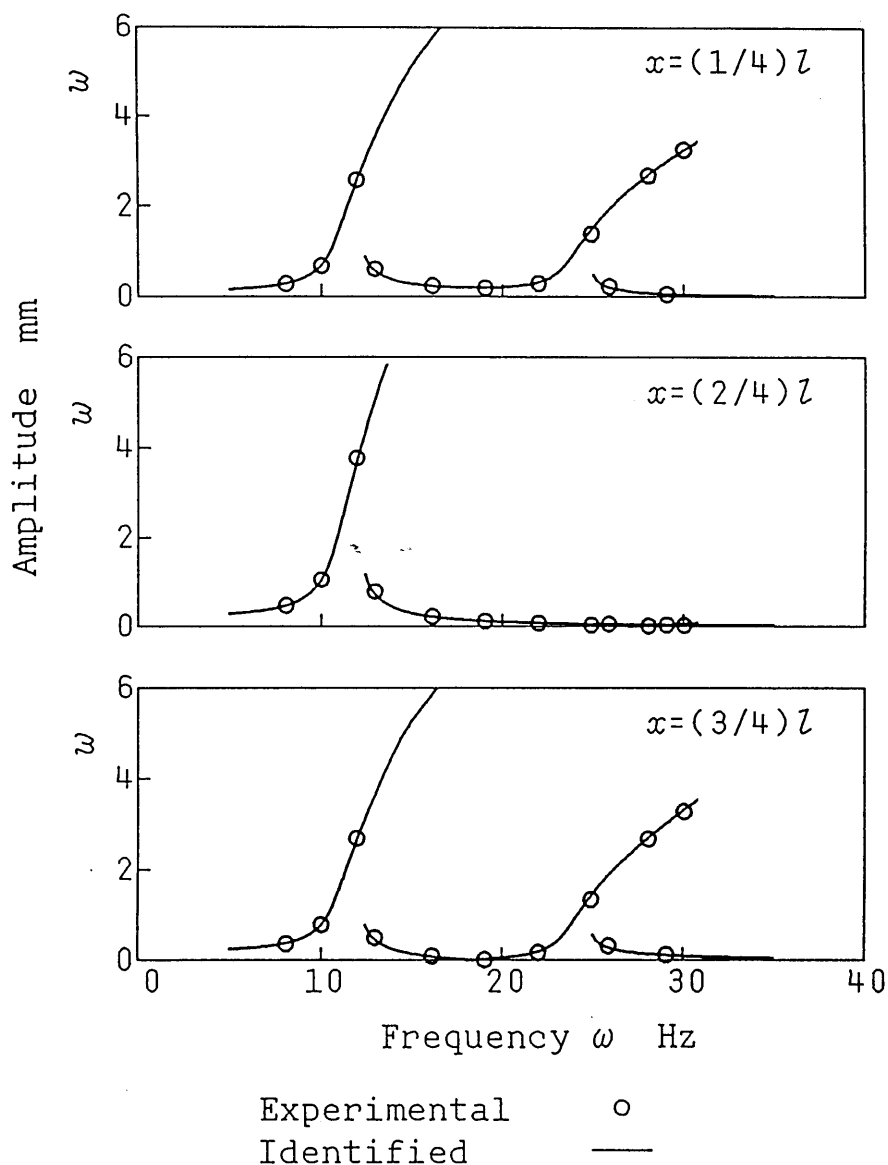 6
x=(1/4)l
w
4
2
0
6
x=(2/4)l
w
4
2
0
Amplitude mm
6
x=(3/4)l
w
4
2
0
0 10 20 30 40
Frequency ω Hz
Experimental ○
Identified —